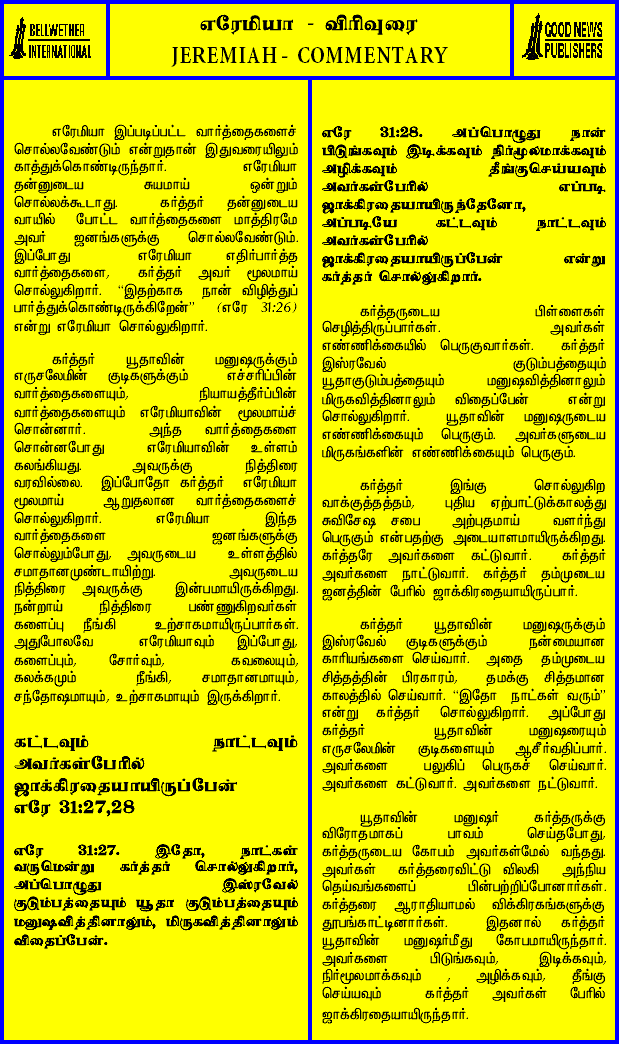 BELLWETHER
INTERNATIONAL
எரேமியா - விரிவுரை
JEREMIAH - COMMENTARY
GOOD NEWS
PUBLISHERS
எரேமியா இப்படிப்பட்ட வார்த்தைகளைச்
சொல்லவேண்டும் என்றுதான் இதுவரையிலும்
காத்துக்கொண்டிருந்தார். எரேமியா
தன்னுடைய சுயமாய் ஒன்றும்
சொல்லக்கூடாது. கர்த்தர் தன்னுடைய
வாயில் போட்ட வார்த்தைகளை மாத்திரமே
அவர் ஜனங்களுக்கு சொல்லவேண்டும்.
இப்போது எரேமியா எதிர்பார்த்த
வார்த்தைகளை, கர்த்தர் அவர் மூலமாய்
சொல்லுகிறார். “இதற்காக நான் விழித்துப்
பார்த்துக்கொண்டிருக்கிறேன்” (எரே 31:26)
என்று எரேமியா சொல்லுகிறார்.
கர்த்தர் யூதாவின் மனுஷருக்கும்
எருசலேமின் குடிகளுக்கும் எச்சரிப்பின்
வார்த்தைகளையும், நியாயத்தீர்ப்பின்
வார்த்தைகளையும் எரேமியாவின் மூலமாய்ச்
சொன்னார். அந்த வார்த்தைகளை
சொன்னபோது எரேமியாவின் உள்ளம்
கலங்கியது. அவருக்கு நித்திரை
வரவில்லை. இப்போதோ கர்த்தர் எரேமியா
மூலமாய் ஆறுதலான வார்த்தைகளைச்
சொல்லுகிறார். எரேமியா இந்த
வார்த்தைகளை ஜனங்களுக்கு
சொல்லும்போது, அவருடைய உள்ளத்தில்
சமாதானமுண்டாயிற்று. அவருடைய
நித்திரை அவருக்கு இன்பமாயிருக்கிறது.
நன்றாய் நித்திரை பண்ணுகிறவர்கள்
களைப்பு நீங்கி உற்சாகமாயிருப்பார்கள்.
அதுபோலவே எரேமியாவும் இப்போது,
களைப்பும், சோர்வும், கவலையும்,
கலக்கமும் நீங்கி, சமாதானமாயும்,
சந்தோஷமாயும், உற்சாகமாயும் இருக்கிறார்.
கட்டவும் நாட்டவும்
அவர்கள்பேரில்
ஜாக்கிரதையாயிருப்பேன்
எரே 31:27,28
எரே 31:27. இதோ, நாட்கள்
வருமென்று கர்த்தர் சொல்லுகிறார்,
அப்பொழுது இஸ்ரவேல்
குடும்பத்தையும் யூதா குடும்பத்தையும்
மனுஷவித்தினாலும், மிருகவித்தினாலும்
விதைப்பேன்.
எரே 31:28. அப்பொழுது நான்
பிடுங்கவும் இடிக்கவும் நிர்மூலமாக்கவும்
அழிக்கவும் தீங்குசெய்யவும்
அவர்கள்பேரில் எப்படி
ஜாக்கிரதையாயிருந்தேனோ,
அப்படியே கட்டவும் நாட்டவும்
அவர்கள்பேரில்
ஜாக்கிரதையாயிருப்பேன் என்று
கர்த்தர் சொல்லுகிறார்.
கர்த்தருடைய பிள்ளைகள்
செழித்திருப்பார்கள். அவர்கள்
எண்ணிக்கையில் பெருகுவார்கள். கர்த்தர்
இஸ்ரவேல் குடும்பத்தையும்
யூதாகுடும்பத்தையும் மனுஷவித்தினாலும்
மிருகவித்தினாலும் விதைப்பேன் என்று
சொல்லுகிறார். யூதாவின் மனுஷருடைய
எண்ணிக்கையும் பெருகும். அவர்களுடைய
மிருகங்களின் எண்ணிக்கையும் பெருகும்.
கர்த்தர் இங்கு சொல்லுகிற
வாக்குத்தத்தம், புதிய ஏற்பாட்டுக்காலத்து
சுவிசேஷ சபை அற்புதமாய் வளர்ந்து
பெருகும் என்பதற்கு அடையாளமாயிருக்கிறது.
கர்த்தரே அவர்களை கட்டுவார். கர்த்தர்
அவர்களை நாட்டுவார். கர்த்தர் தம்முடைய
ஜனத்தின் பேரில் ஜாக்கிரதையாயிருப்பார்.
கர்த்தர் யூதாவின் மனுஷருக்கும்
இஸ்ரவேல் குடிகளுக்கும் நன்மையான
காரியங்களை செய்வார். அதை தம்முடைய
சித்தத்தின் பிரகாரம், தமக்கு சித்தமான
காலத்தில் செய்வார். “இதோ நாட்கள் வரும்”
என்று கர்த்தர் சொல்லுகிறார். அப்போது
கர்த்தர் யூதாவின் மனுஷரையும்
எருசலேமின் குடிகளையும் ஆசீர்வதிப்பார்.
அவர்களை பலுகிப் பெருகச் செய்வார்.
அவர்களை கட்டுவார். அவர்களை நட்டுவார்.
யூதாவின் மனுஷர் கர்த்தருக்கு
விரோதமாகப் பாவம் செய்தபோது,
கர்த்தருடைய கோபம் அவர்கள்மேல் வந்தது.
அவர்கள் கர்த்தரைவிட்டு விலகி அந்நிய
தெய்வங்களைப் பின்பற்றிப்போனார்கள்.
கர்த்தரை ஆராதியாமல் விக்கிரகங்களுக்கு
தூபங்காட்டினார்கள். இதனால் கர்த்தர்
யூதாவின் மனுஷர்மீது கோபமாயிருந்தார்.
அவர்களை பிடுங்கவும், இடிக்கவும்,
நிர்மூலமாக்கவும் , அழிக்கவும், தீங்கு
செய்யவும் கர்த்தர் அவர்கள் பேரில்
ஜாக்கிரதையாயிருந்தார்.